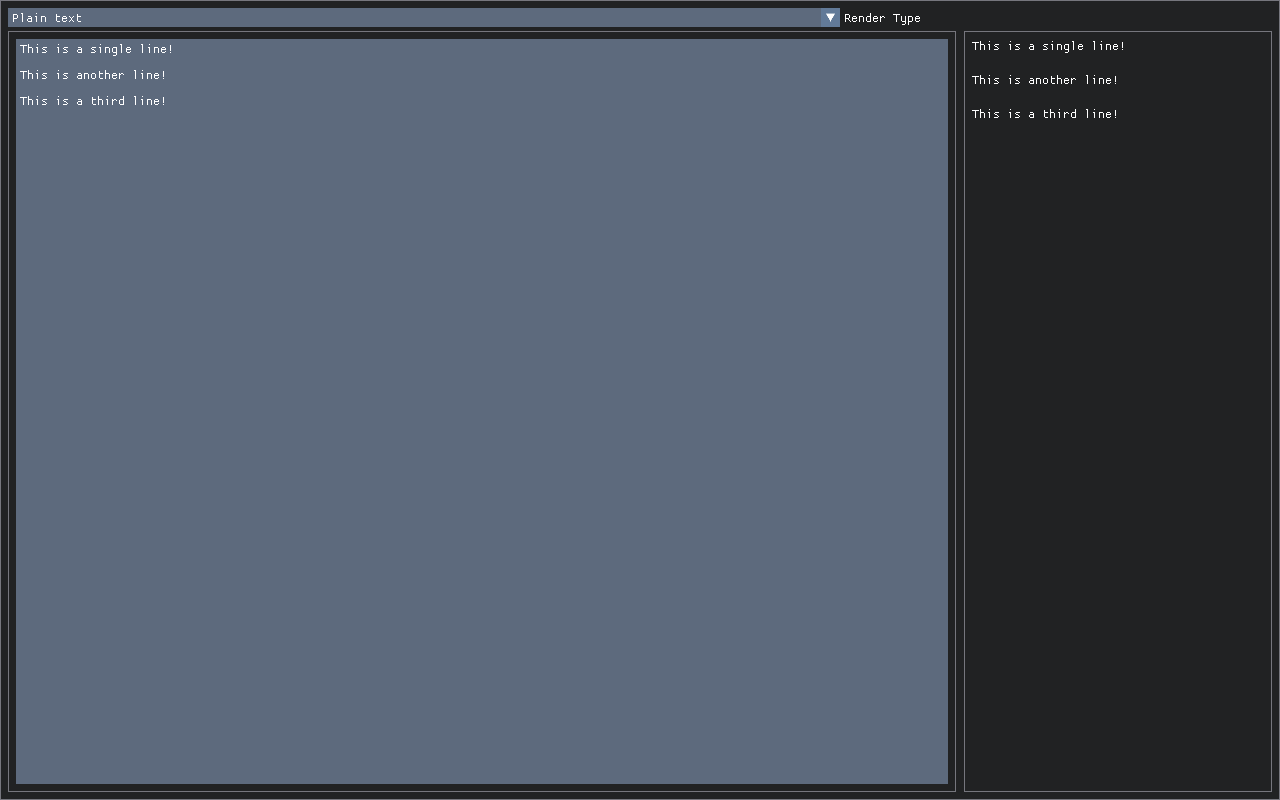 Plain text
Render Type
This is a single line!
This is another line!
This is a third line!
This is a single line!
This is another line!
This is a third line!